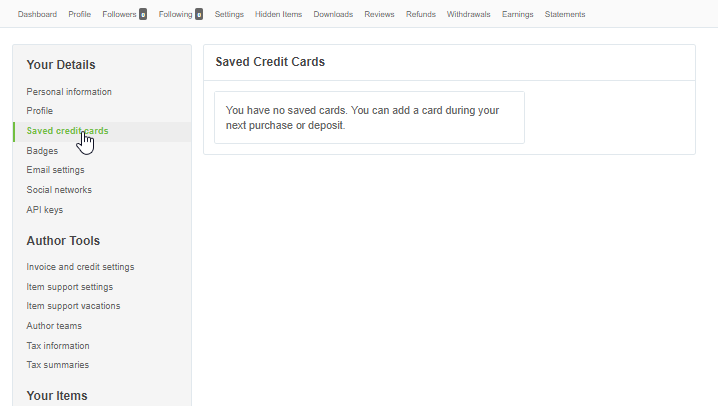 Dashboard Profile Followers 0 Following 0 Settings Hidden Items Downloads Reviews Refunds Withdrawals Earnings Statements
Your Details
Personal information
Profile
Saved credit cards
Badges
Email settings
Social networks
API keys
Author Tools
Invoice and credit settings
Item support settings
Item support vacations
Author teams
Tax information
Tax summaries
Your Items
Saved Credit Cards
You have no saved cards. You can add a card during your
next purchase or deposit.